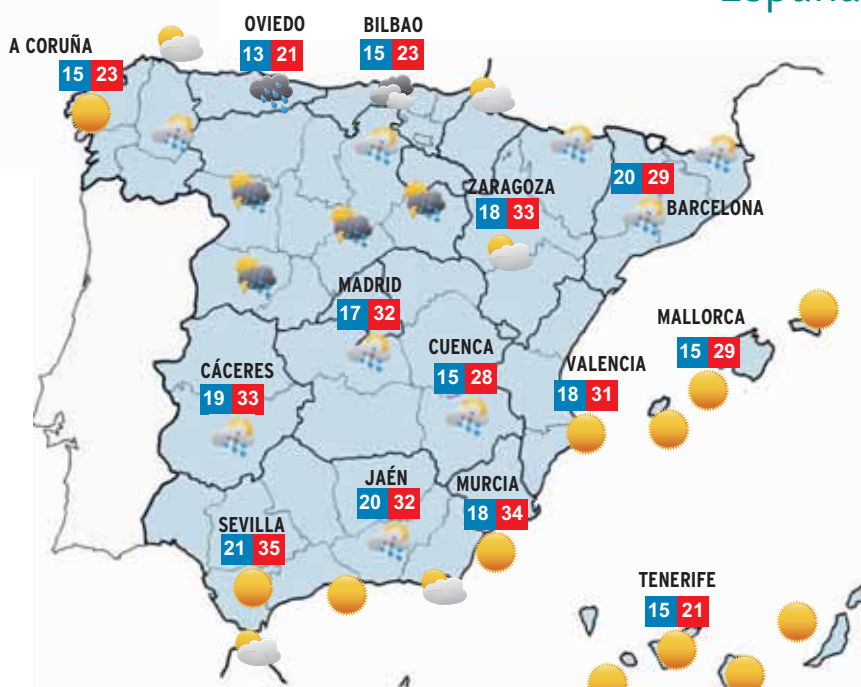 España
OVIEDO
13 21
BILBAO
15 23
A CORUÑA
15 23
ZARAGOZA
18 33
20 29
BARCELONA
MADRID
17 32
CUENCA
15 28
MALLORCA
15 29
VALENCIA
18 31
CÁCERES
19 33
JAÉN
20 32
MURCIA
18 34
SEVILLA
21 35
TENERIFE
15 21